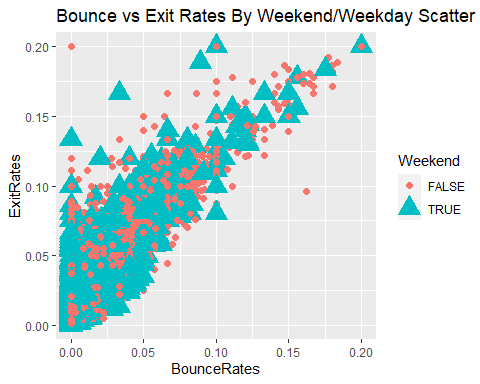 Bounce vs Exit Rates By Weekend/Weekday Scatter
0.20
0.15
0.10
0.05
0.00
ExitRates
0.00 0.05 0.10 0.15 0.20
BounceRates
Weekend
FALSE
TRUE